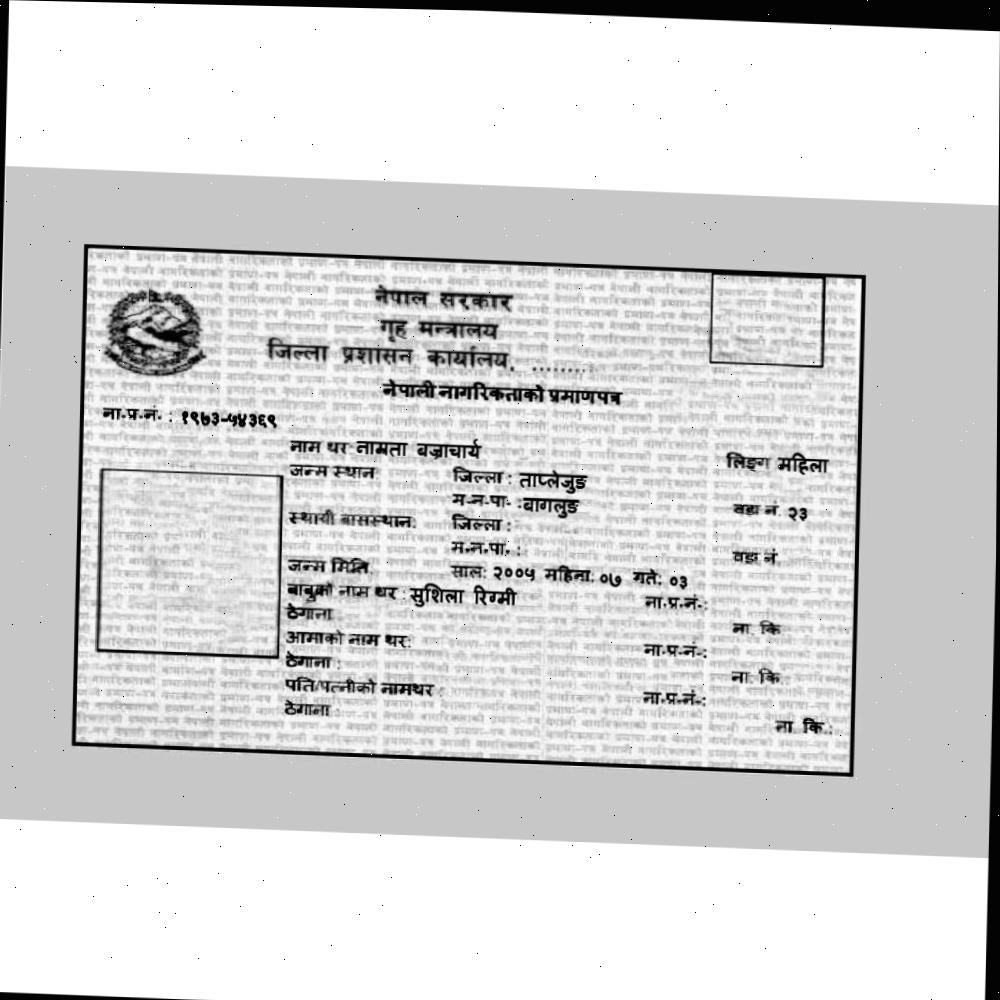 नेपाल सरकार
गृह मन्त्रालय
जिल्ला प्रशासन कार्यालय, .........
नेपाली नागरिकताको प्रमाणपत्र
ना.प्र.नं. : १९७३-५४३६९
नाम थर नाम्रता बज्राचार्य लिङ्ग महिला
जन्म स्थान: जिल्ला : ताप्लेजुङ
म.न.पा. : बागलुङ वडा नं. २३
स्थायी बासस्थान: जिल्ला :
म.न.पा. : वडा नं.
जन्म मिति साल: २००५ महिना: ०७ गते: ०३
बाबुको नाम थर : सुशिला रिग्मी ना.प्र.नं.:
ठेगाना ना. कि
आमाको नाम थर: ना.प्र.नं.:
ठेगाना : ना. कि
पति/पत्नीको नामथर : ना.प्र.नं.:
ठेगाना ना. कि.: